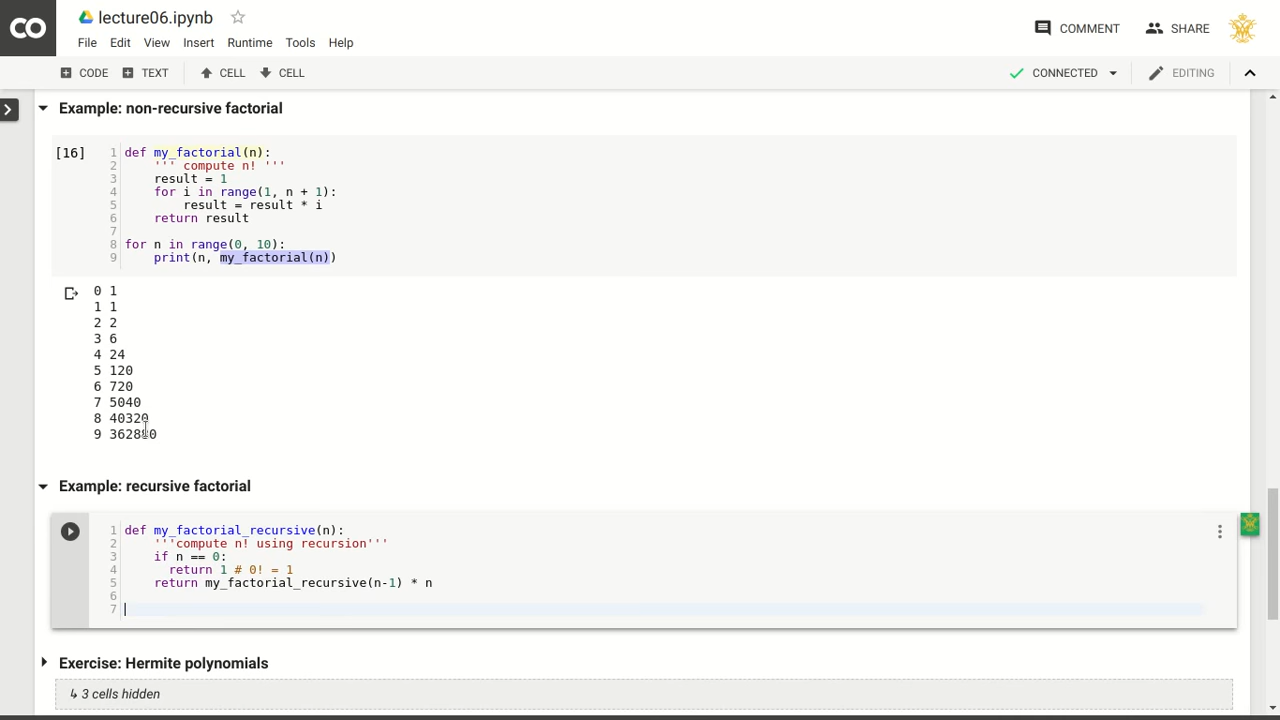 CO
lecture06.ipynb
File Edit View Insert Runtime Tools Help
COMMENT SHARE
CODE TEXT CELL CELL
CONNECTED EDITING
Example: non-recursive factorial
[16]
1 def my_factorial(n):
2 ''' compute n! '''
3 result = 1
4 for i in range(1, n + 1):
5 result = result * i
6 return result
7
8 for n in range(0, 10):
9 print(n, my_factorial(n))
0 1
1 1
2 2
3 6
4 24
5 120
6 720
7 5040
8 40320
9 362880
Example: recursive factorial
1 def my_factorial_recursive(n):
2 '''compute n! using recursion'''
3 if n == 0:
4 return 1 # 0! = 1
5 return my_factorial_recursive(n-1) * n
6
7
Exercise: Hermite polynomials
↳ 3 cells hidden